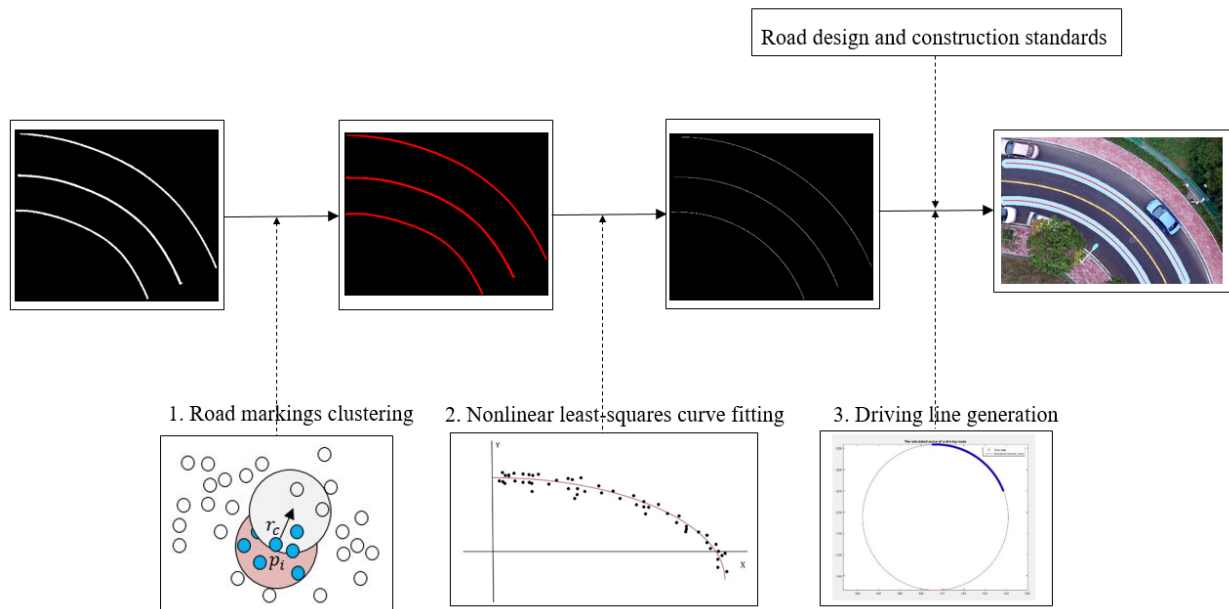 Road design and construction standards
1. Road markings clustering
2. Nonlinear least-squares curve fitting
3. Driving line generation
r_c
p_i
Y
X